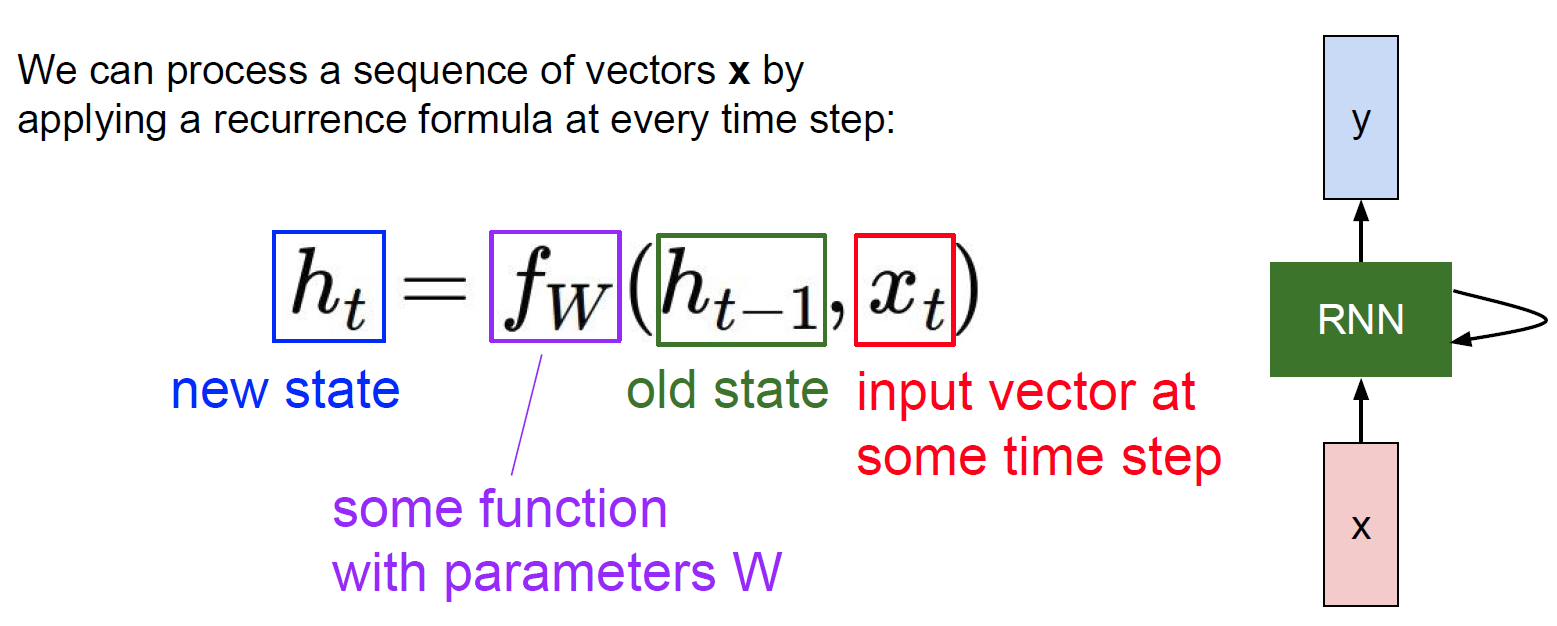 We can process a sequence of vectors x by
applying a recurrence formula at every time step:
h_t = f_W(h_{t-1}, x_t)
new state
old state
input vector at
some time step
some function
with parameters W
y
RNN
x